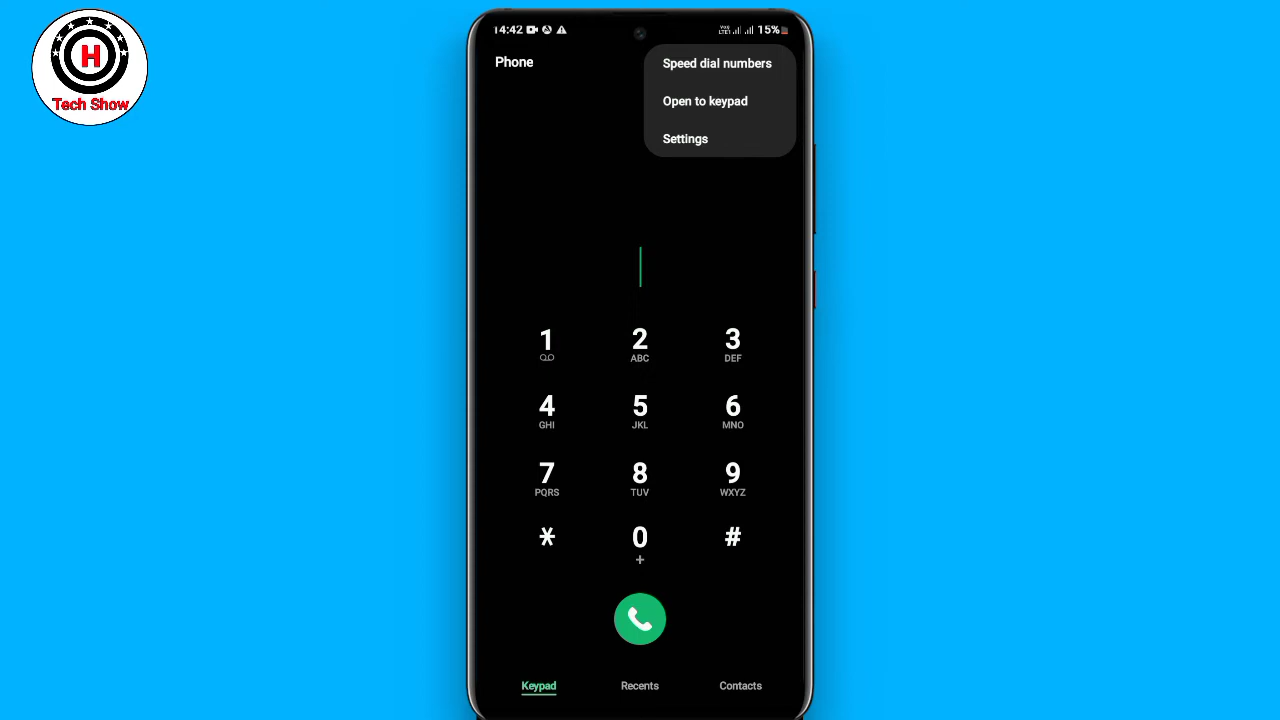 H
Tech Show
14:42
15%
Phone
Speed dial numbers
Open to keypad
Settings
1
2
ABC
3
DEF
4
GHI
5
JKL
6
MNO
7
PQRS
8
TUV
9
WXYZ
*
0
+
#
Keypad
Recents
Contacts